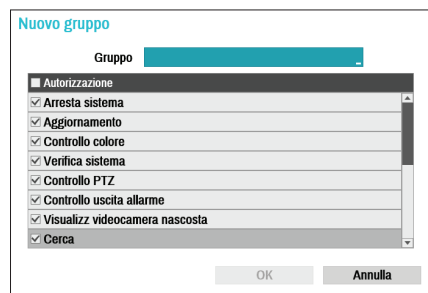 Nuovo gruppo
Gruppo
Autorizzazione
Arresta sistema
Aggiornamento
Controllo colore
Verifica sistema
Controllo PTZ
Controllo uscita allarme
Visualizz videocamera nascosta
Cerca
OK Annulla